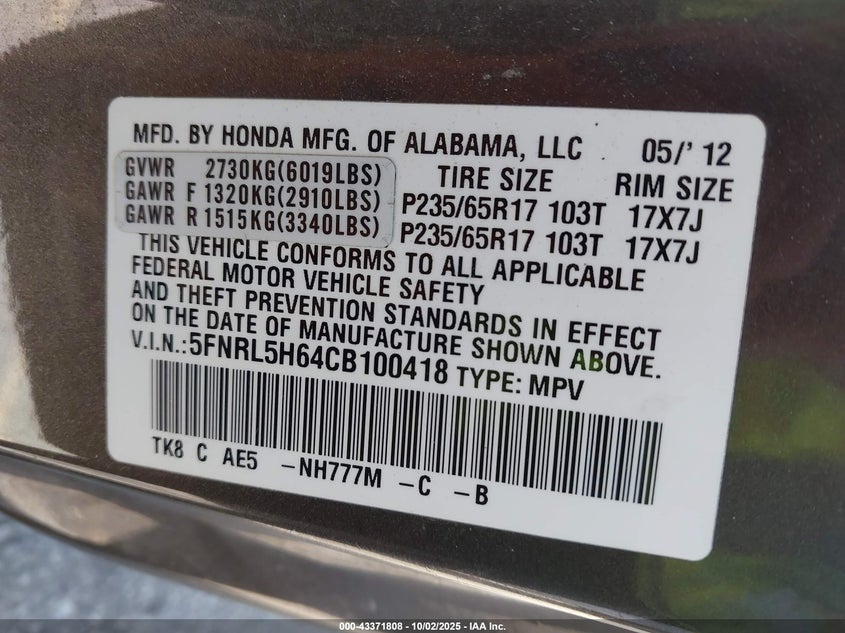 MFD. BY HONDA MFG. OF ALABAMA, LLC 05/' 12
GVWR 2730KG(6019LBS) TIRE SIZE RIM SIZE
GAWR F 1320KG(2910LBS) P235/65R17 103T 17X7J
GAWR R 1515KG(3340LBS) P235/65R17 103T 17X7J
THIS VEHICLE CONFORMS TO ALL APPLICABLE
FEDERAL MOTOR VEHICLE SAFETY
AND THEFT PREVENTION STANDARDS IN EFFECT
ON THE DATE OF MANUFACTURE SHOWN ABOVE.
V.I.N.:5FNRL5H64CB100418 TYPE: MPV
TK8 C AE5 -NH777M -C -B
000-43371808 - 10/02/2025 - IAA Inc.